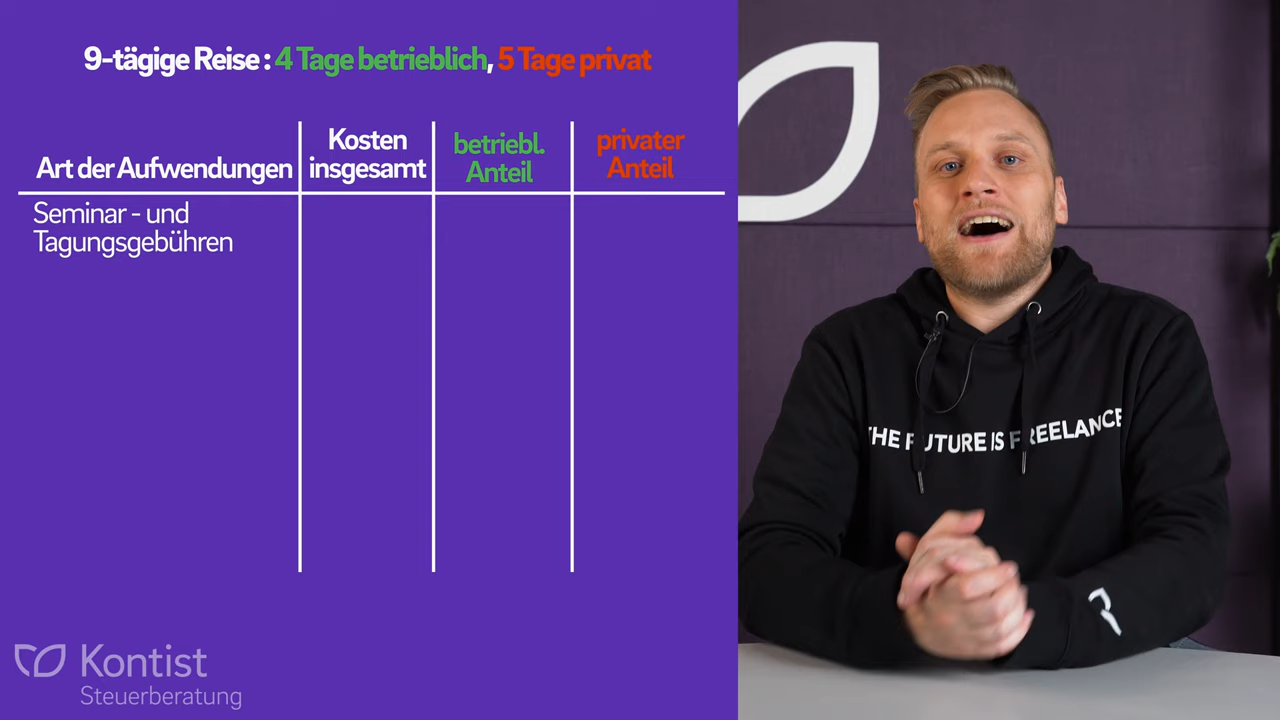 9-tägige Reise : 4 Tage betrieblich, 5 Tage privat
Art der Aufwendungen
Kosten
insgesamt
betriebl.
Anteil
privater
Anteil
Seminar - und
Tagungsgebühren
THE FUTURE IS FREELANCE
Kontist
Steuerberatung